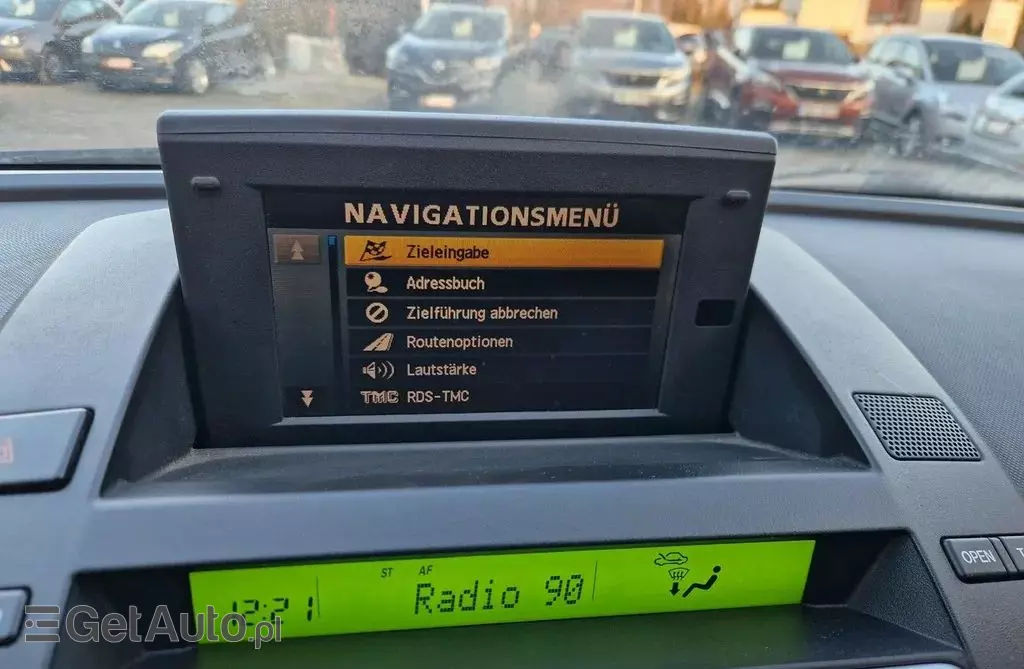 NAVIGATIONSMENÜ
Zieleingabe
Adressbuch
Zielführung abbrechen
Routenoptionen
Lautstärke
TMC RDS-TMC
OPEN
ST AF
12:21 Radio 90
GetAuto.pl